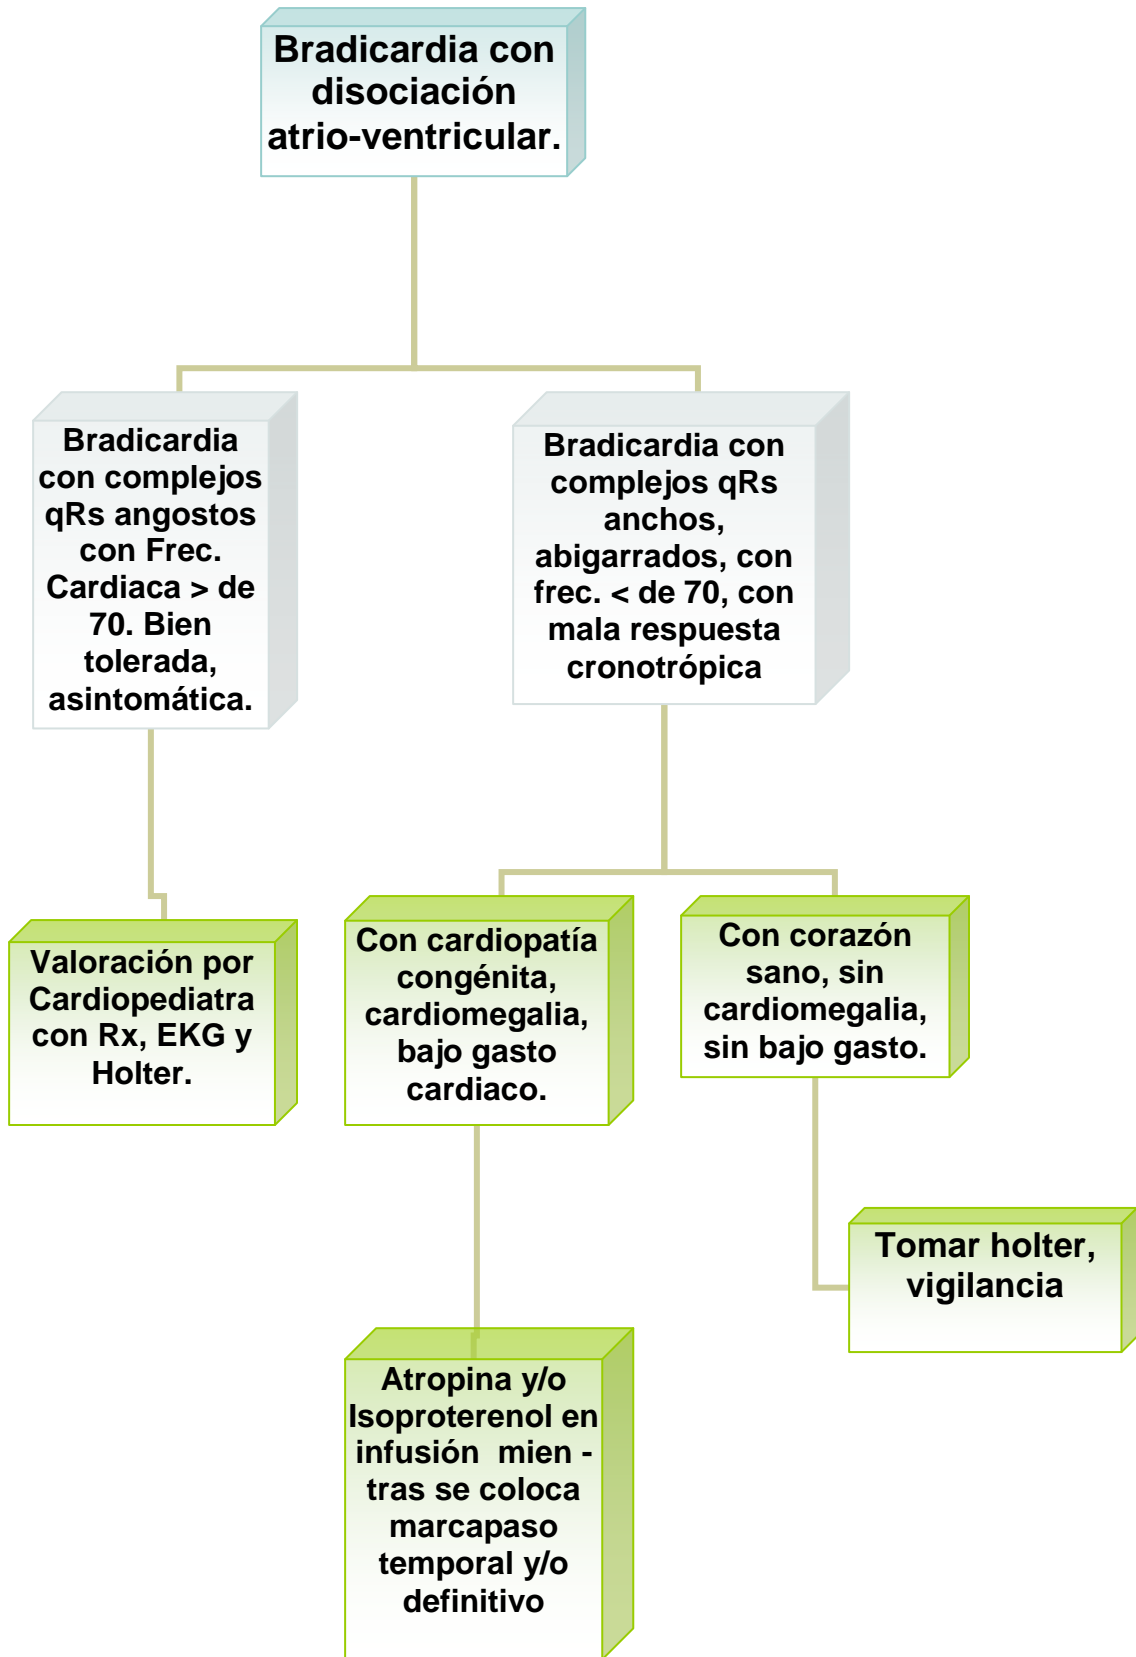 Bradicardia con
disociación
atrio-ventricular.
Bradicardia
con complejos
qRs angostos
con Frec.
Cardiaca > de
70. Bien
tolerada,
asintomática.
Bradicardia con
complejos qRs
anchos,
abigarrados, con
frec. < de 70, con
mala respuesta
cronotrópica
Valoración por
Cardiopediatra
con Rx, EKG y
Holter.
Con cardiopatía
congénita,
cardiomegalia,
bajo gasto
cardiaco.
Con corazón
sano, sin
cardiomegalia,
sin bajo gasto.
Tomar holter,
vigilancia
Atropina y/o
Isoproterenol en
infusión  mien -
tras se coloca
marcapaso
temporal y/o
definitivo